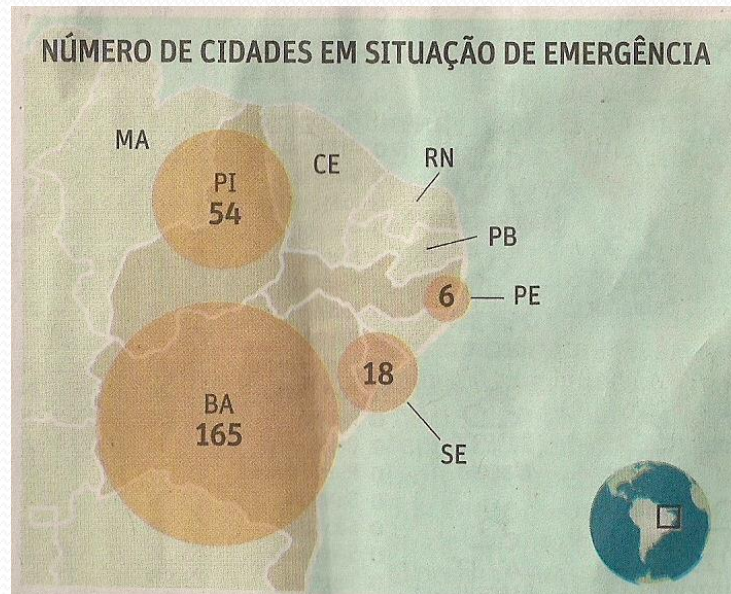 NÚMERO DE CIDADES EM SITUAÇÃO DE EMERGÊNCIA
MA
PI
54
CE
RN
PB
6
PE
18
BA
165
SE